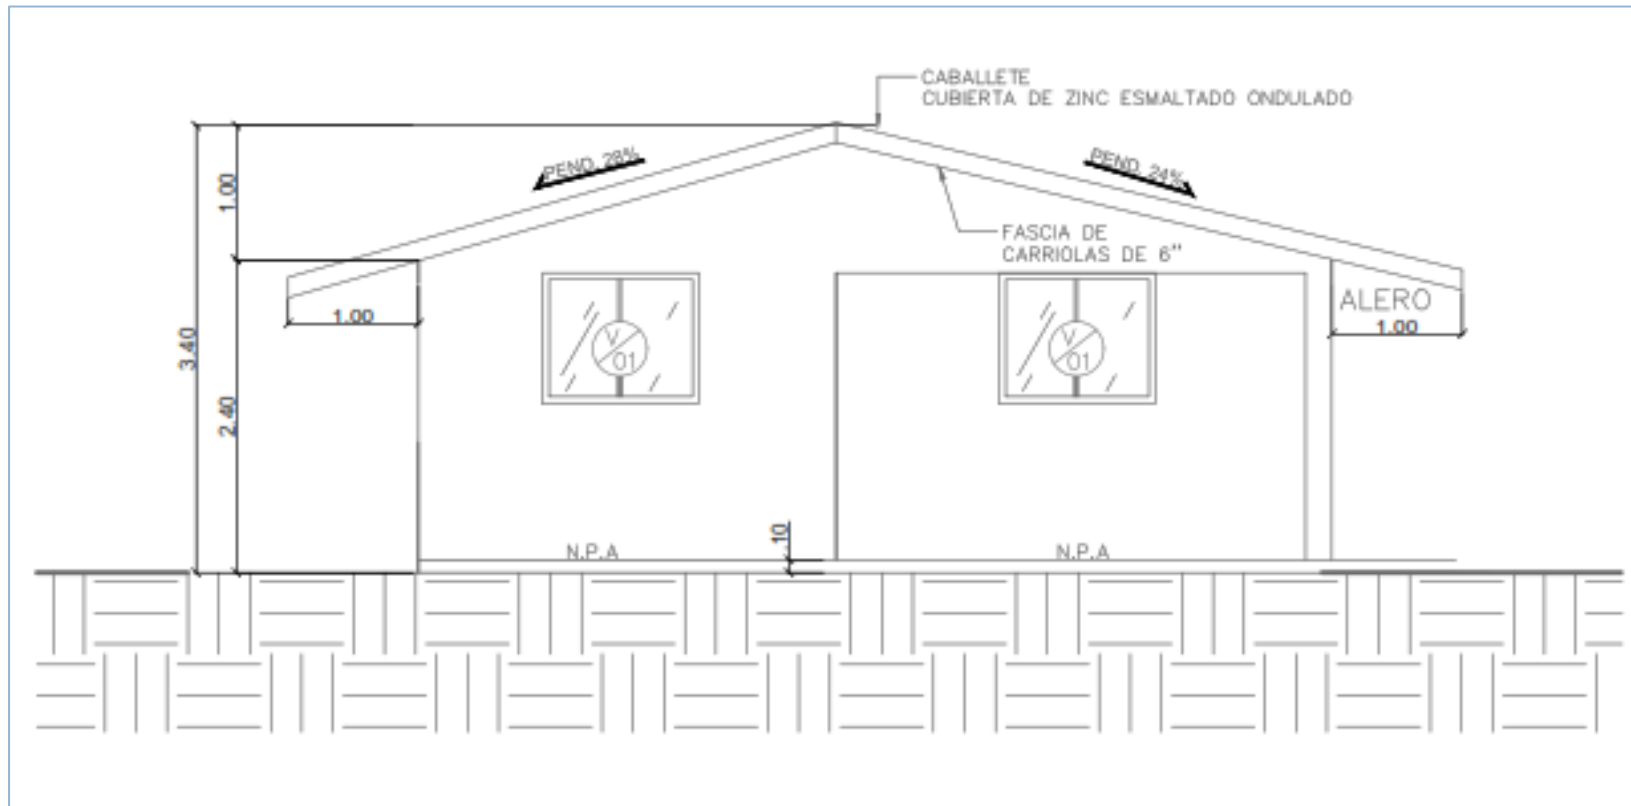 CABALLETE
CUBIERTA DE ZINC ESMALTADO ONDULADO
PEND. 28%
PEND. 24%
1.00
FASCIA DE
CARRIOLAS DE 6"
ALERO
1.00
1.00
3.40
V
01
V
01
2.40
10
N.P.A
N.P.A